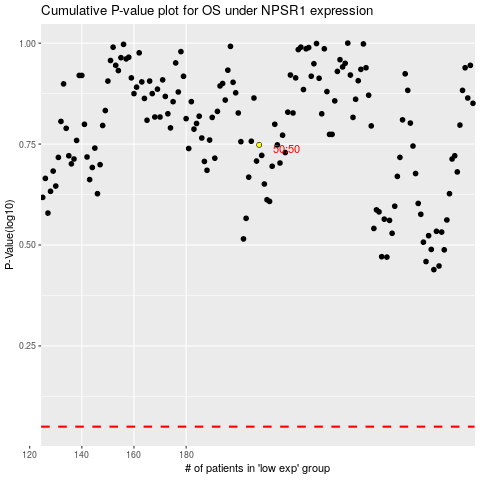 Cumulative P-value plot for OS under NPSR1 expression
P-Value(log10)
1.00
0.75
0.50
0.25
50:50
120 140 160 180
# of patients in 'low exp' group